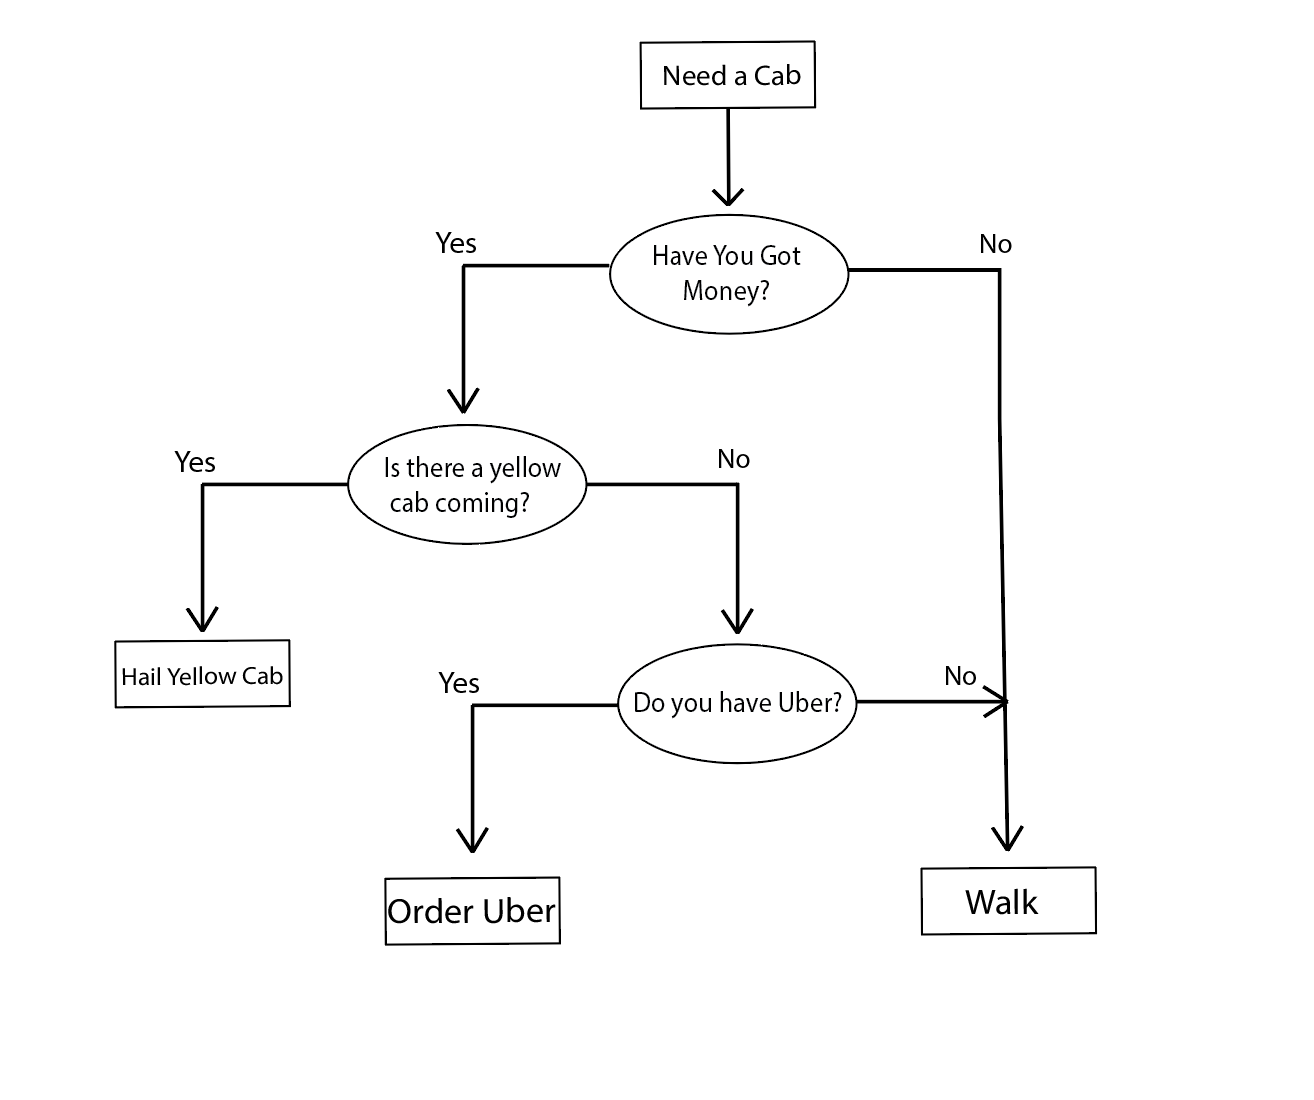 Need a Cab
Yes
Have You Got
Money?
No
Yes
Is there a yellow
cab coming?
No
Hail Yellow Cab
Yes
Do you have Uber?
No
Order Uber
Walk